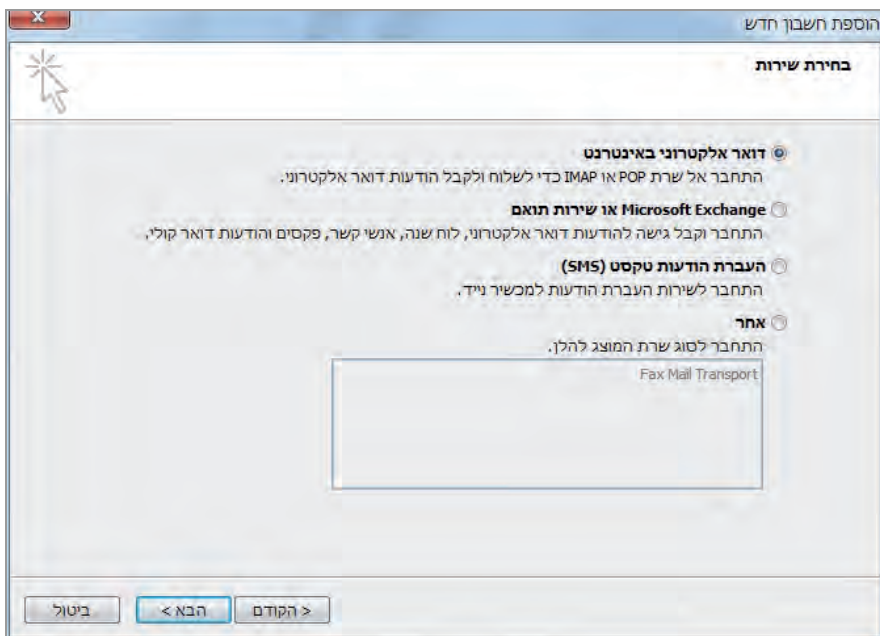 הוספת חשבון חדש
בחירת שירות
דואר אלקטרוני באינטרנט
התחבר אל שרת POP או IMAP כדי לשלוח ולקבל הודעות דואר אלקטרוני.
Microsoft Exchange או שירות תואם
התחבר וקבל גישה להודעות דואר אלקטרוני, לוח שנה, אנשי קשר, פקסים והודעות דואר קולי.
העברת הודעות טקסט (SMS)
התחבר לשירות העברת הודעות למכשיר נייד.
אחר
התחבר לסוג שרת המוצג להלן.
Fax Mail Transport
< הקודם
הבא >
ביטול